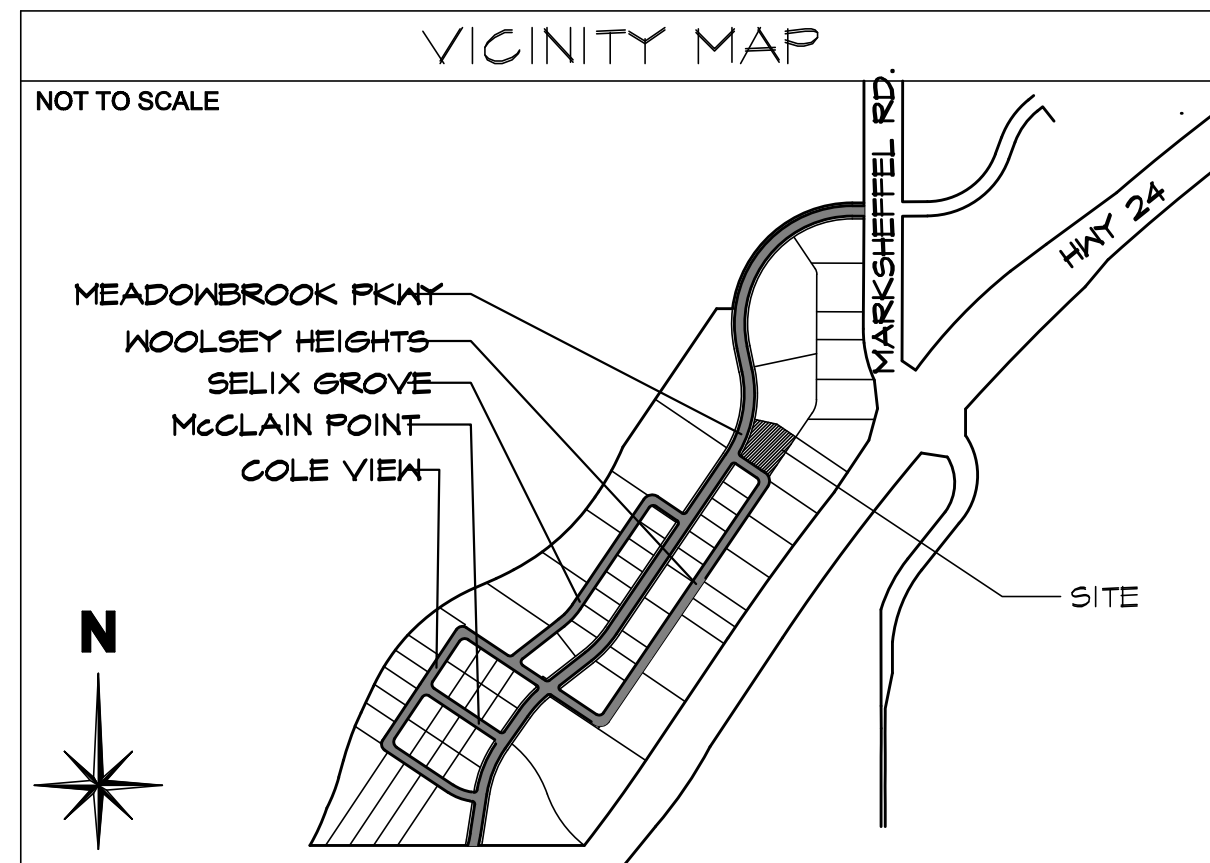 VICINITY MAP
NOT TO SCALE
MARKSHEFFEL RD.
HWY 24
MEADOWBROOK PKWY
WOOLSEY HEIGHTS
SELIX GROVE
McCLAIN POINT
COLE VIEW
SITE
N